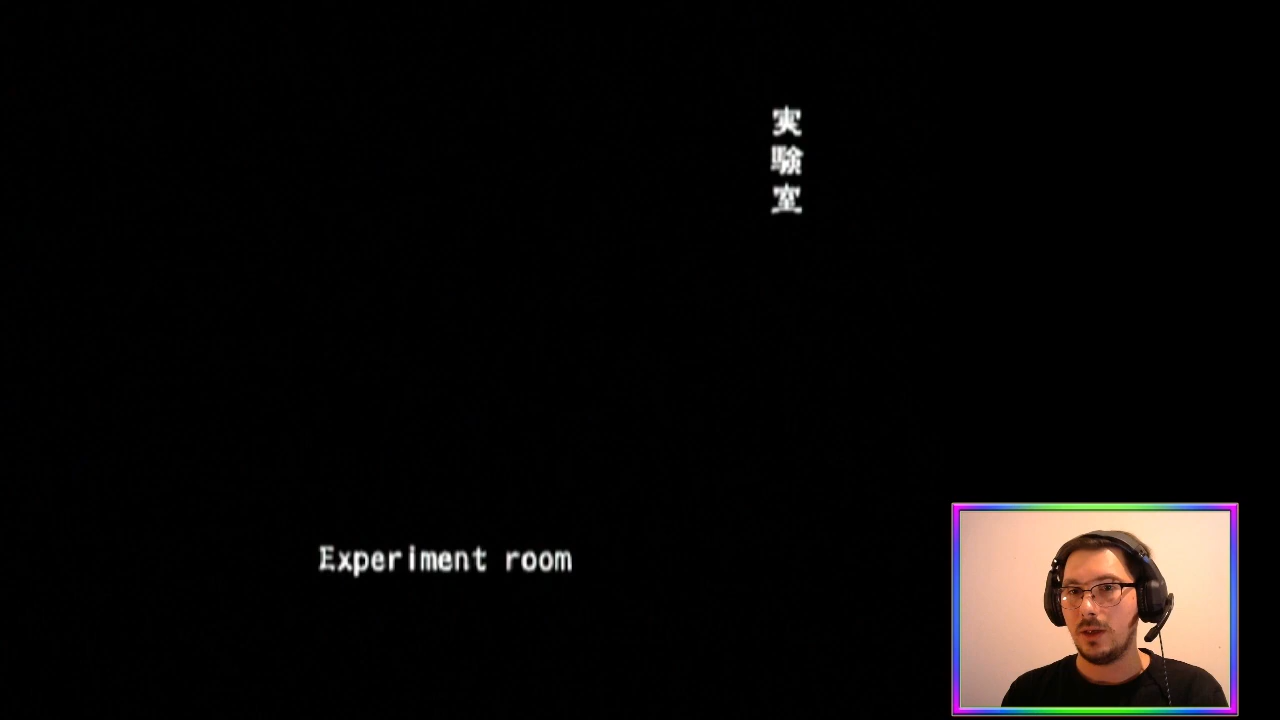 実験室
Experiment room